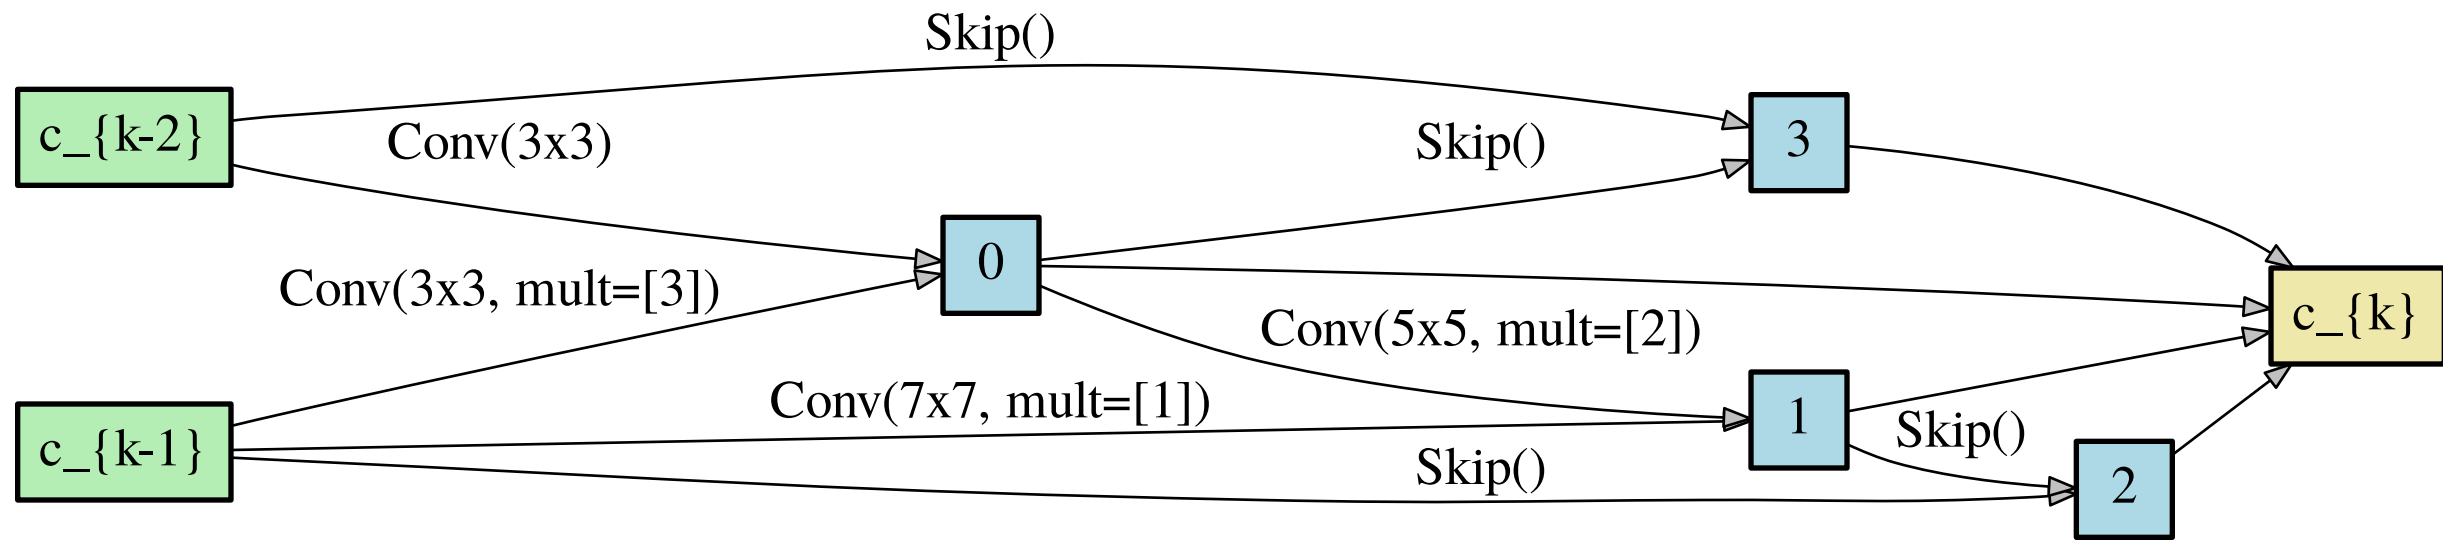 Skip()
c_{k-2}
Conv(3x3)
Skip()
3
0
Conv(3x3, mult=[3])
Conv(5x5, mult=[2])
c_{k}
Conv(7x7, mult=[1])
1
Skip()
c_{k-1}
Skip()
2